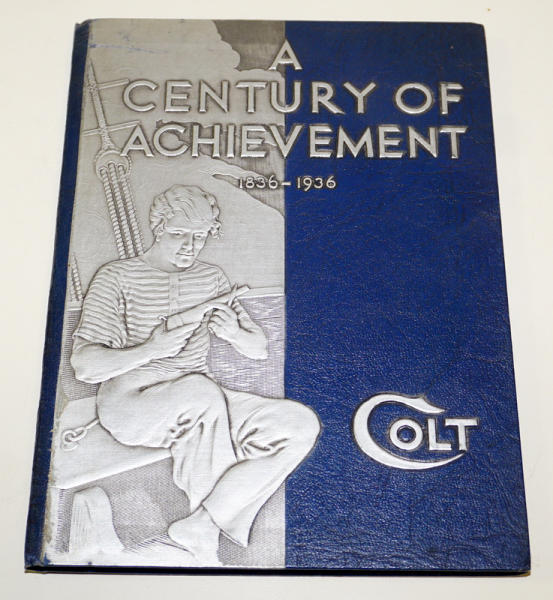 A
CENTURY OF
ACHIEVEMENT
1836-1936
COLT